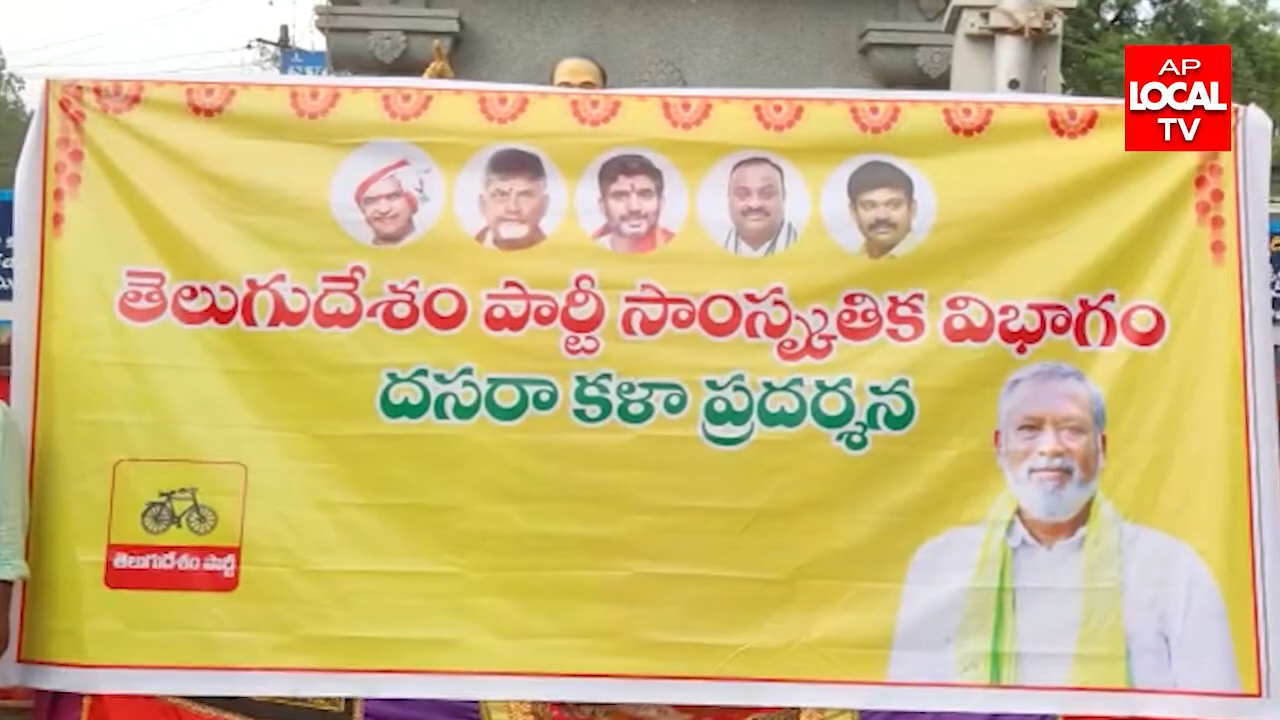 AP
LOCAL
TV
తెలుగుదేశం పార్టీ సాంస్కృతిక విభాగం
దసరా కళా ప్రదర్శన
తెలుగుదేశం పార్టీ